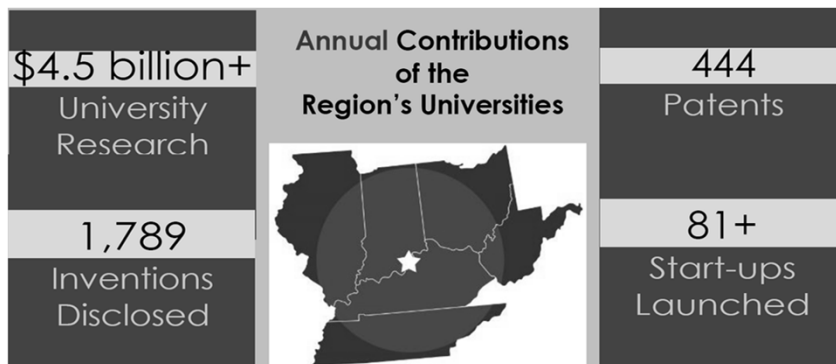 $4.5 billion+
University
Research
1,789
Inventions
Disclosed
Annual Contributions
of the
Region's Universities
444
Patents
81+
Start-ups
Launched